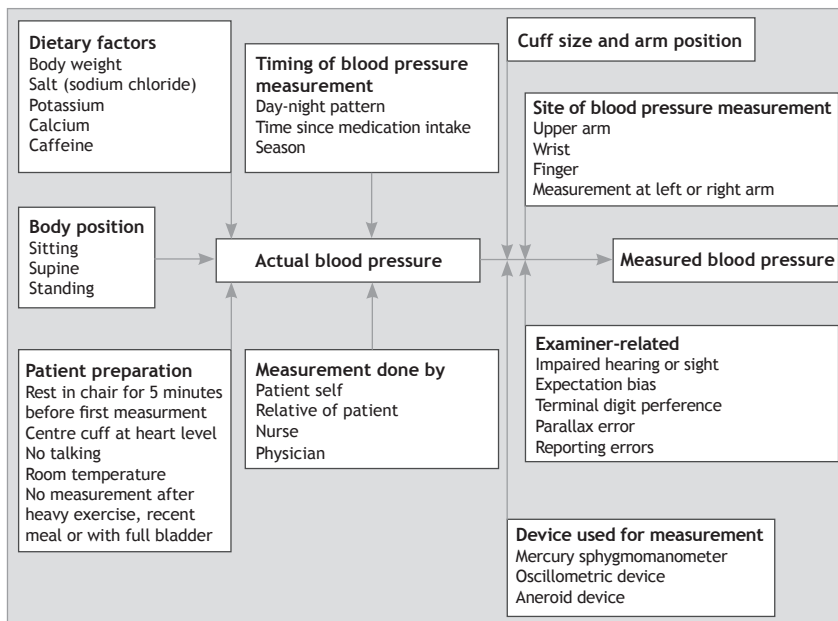 Dietary factors
Body weight
Salt (sodium chloride)
Potassium
Calcium
Caffeine
Timing of blood pressure
measurement
Day-night pattern
Time since medication intake
Season
Cuff size and arm position
Site of blood pressure measurement
Upper arm
Wrist
Finger
Measurement at left or right arm
Body position
Sitting
Supine
Standing
Actual blood pressure
Measured blood pressure
Patient preparation
Rest in chair for 5 minutes
before first measurment
Centre cuff at heart level
No talking
Room temperature
No measurement after
heavy exercise, recent
meal or with full bladder
Measurement done by
Patient self
Relative of patient
Nurse
Physician
Examiner-related
Impaired hearing or sight
Expectation bias
Terminal digit perference
Parallax error
Reporting errors
Device used for measurement
Mercury sphygmomanometer
Oscillometric device
Aneroid device